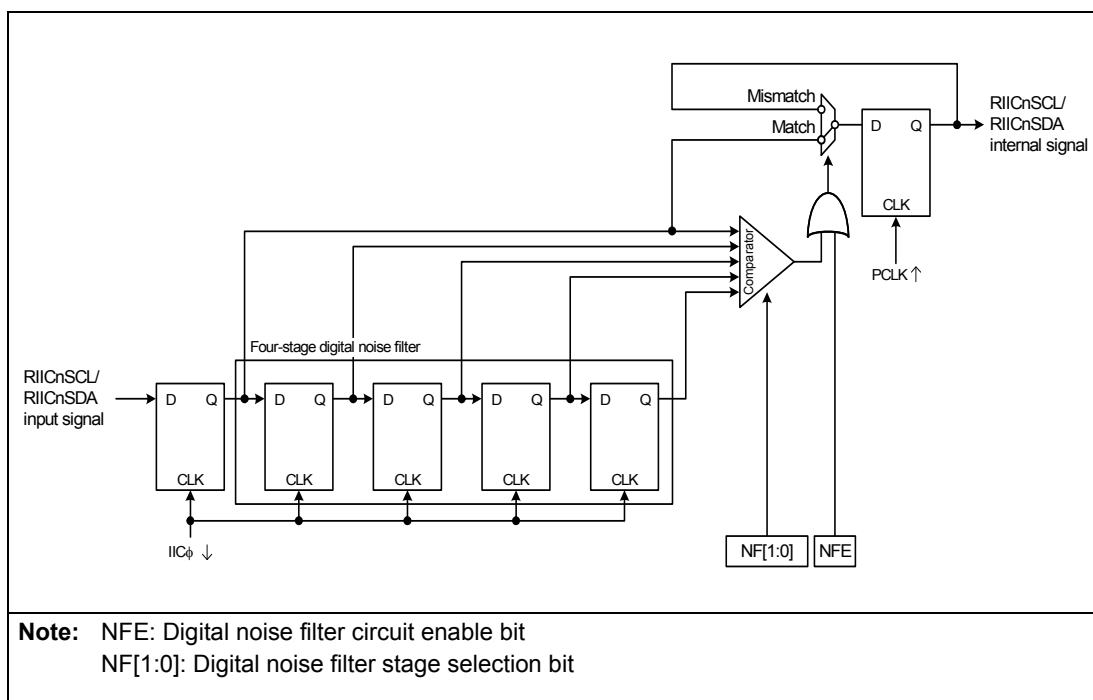 Mismatch
Match
D Q
CLK
PCLK ↑
RIICnSCL/
RIICnSDA
internal signal
Comparator
Four-stage digital noise filter
RIICnSCL/
RIICnSDA
input signal
D Q
CLK
D Q
CLK
D Q
CLK
D Q
CLK
D Q
CLK
IICϕ ↓
NF[1:0]
NFE
Note: NFE: Digital noise filter circuit enable bit
NF[1:0]: Digital noise filter stage selection bit